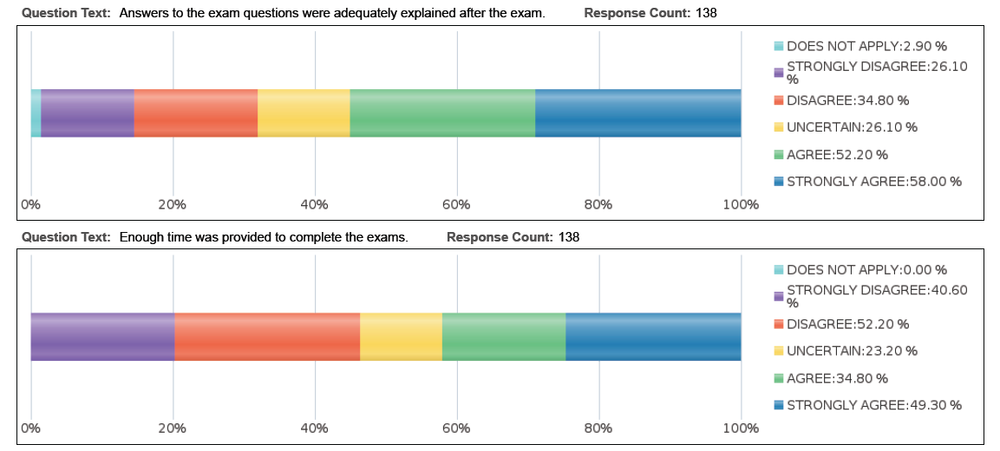 Question Text: Answers to the exam questions were adequately explained after the exam. Response Count: 138
DOES NOT APPLY:2.90 %
STRONGLY DISAGREE:26.10
%
DISAGREE:34.80 %
UNCERTAIN:26.10 %
AGREE:52.20 %
STRONGLY AGREE:58.00 %
0% 20% 40% 60% 80% 100%
Question Text: Enough time was provided to complete the exams. Response Count: 138
DOES NOT APPLY:0.00 %
STRONGLY DISAGREE:40.60
%
DISAGREE:52.20 %
UNCERTAIN:23.20 %
AGREE:34.80 %
STRONGLY AGREE:49.30 %
0% 20% 40% 60% 80% 100%